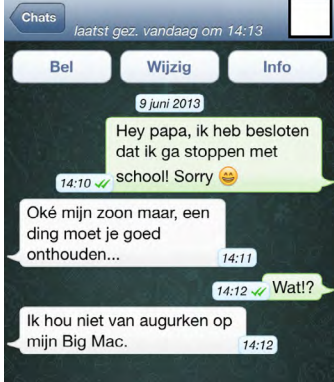 Chats
laatst gez. vandaag om 14:13
Bel Wijzig Info
9 juni 2013
Hey papa, ik heb besloten
dat ik ga stoppen met
school! Sorry 😄
14:10
Oké mijn zoon maar, een
ding moet je goed
onthouden...
14:11
14:12 Wat!?
Ik hou niet van augurken op
mijn Big Mac.
14:12